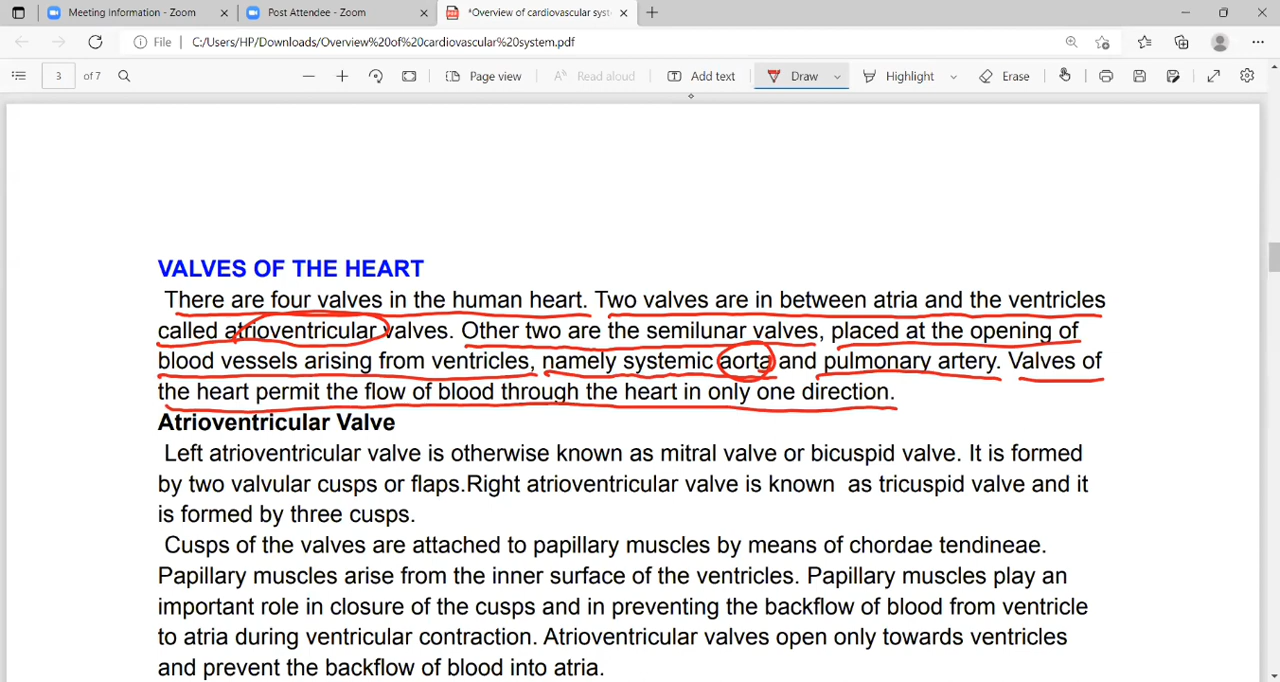 Meeting Information - Zoom
Post Attendee - Zoom
*Overview of cardiovascular syst
File
C:/Users/HP/Downloads/Overview%20of%20cardiovascular%20system.pdf
3 of 7
Page view
Read aloud
Add text
Draw
Highlight
Erase
VALVES OF THE HEART
There are four valves in the human heart. Two valves are in between atria and the ventricles
called atrioventricular valves. Other two are the semilunar valves, placed at the opening of
blood vessels arising from ventricles, namely systemic aorta and pulmonary artery. Valves of
the heart permit the flow of blood through the heart in only one direction.
Atrioventricular Valve
Left atrioventricular valve is otherwise known as mitral valve or bicuspid valve. It is formed
by two valvular cusps or flaps.Right atrioventricular valve is known as tricuspid valve and it
is formed by three cusps.
Cusps of the valves are attached to papillary muscles by means of chordae tendineae.
Papillary muscles arise from the inner surface of the ventricles. Papillary muscles play an
important role in closure of the cusps and in preventing the backflow of blood from ventricle
to atria during ventricular contraction. Atrioventricular valves open only towards ventricles
and prevent the backflow of blood into atria.